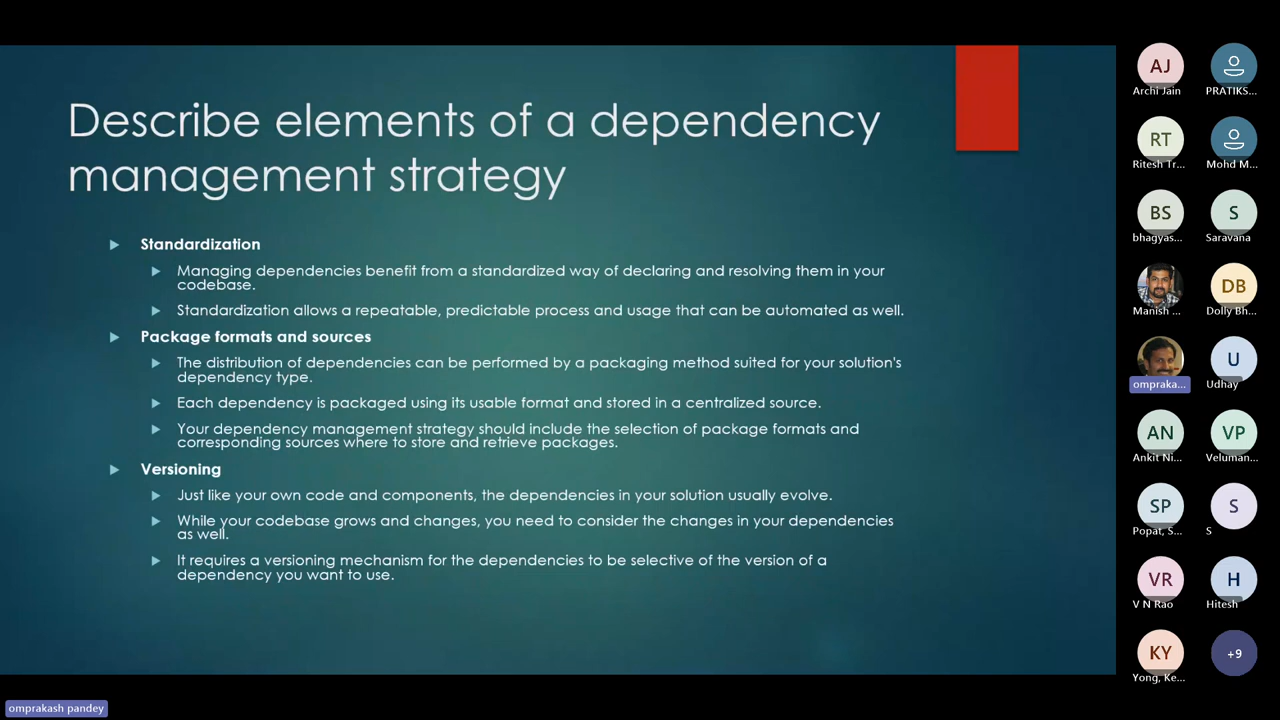 Describe elements of a dependency
management strategy
Standardization
Managing dependencies benefit from a standardized way of declaring and resolving them in your
codebase.
Standardization allows a repeatable, predictable process and usage that can be automated as well.
Package formats and sources
The distribution of dependencies can be performed by a packaging method suited for your solution's
dependency type.
Each dependency is packaged using its usable format and stored in a centralized source.
Your dependency management strategy should include the selection of package formats and
corresponding sources where to store and retrieve packages.
Versioning
Just like your own code and components, the dependencies in your solution usually evolve.
While your codebase grows and changes, you need to consider the changes in your dependencies
as well.
It requires a versioning mechanism for the dependencies to be selective of the version of a
dependency you want to use.
AJ
Archi Jain
PRATIKS...
RT
Ritesh Tr...
Mohd M...
BS
bhagyas...
S
Saravana
Manish ...
DB
Dolly Bh...
ompraka...
U
Udhay
AN
Ankit Ni...
VP
Veluman...
SP
Popat, S...
S
S
VR
V N Rao
H
Hitesh
KY
Yong, Ke...
+9
omprakash pandey